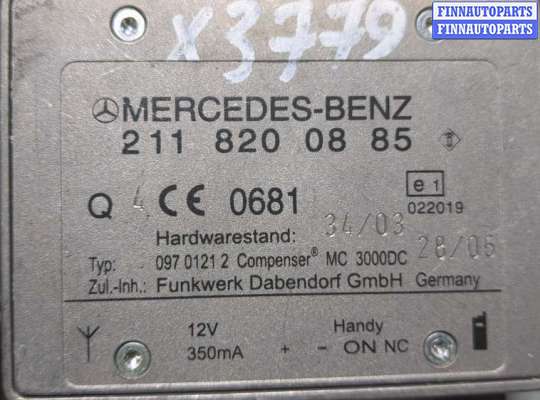 FINNAUTOPARTS
FINNAUTOPARTS
x3779
MERCEDES-BENZ
211 820 08 85
Q 4 CE 0681 e1
022019
Hardwarestand: 34/03 28/05
Typ: 097 0121 2 Compenser® MC 3000DC
Zul.-Inh.: Funkwerk Dabendorf GmbH Germany
12V Handy
350mA + - ON NC